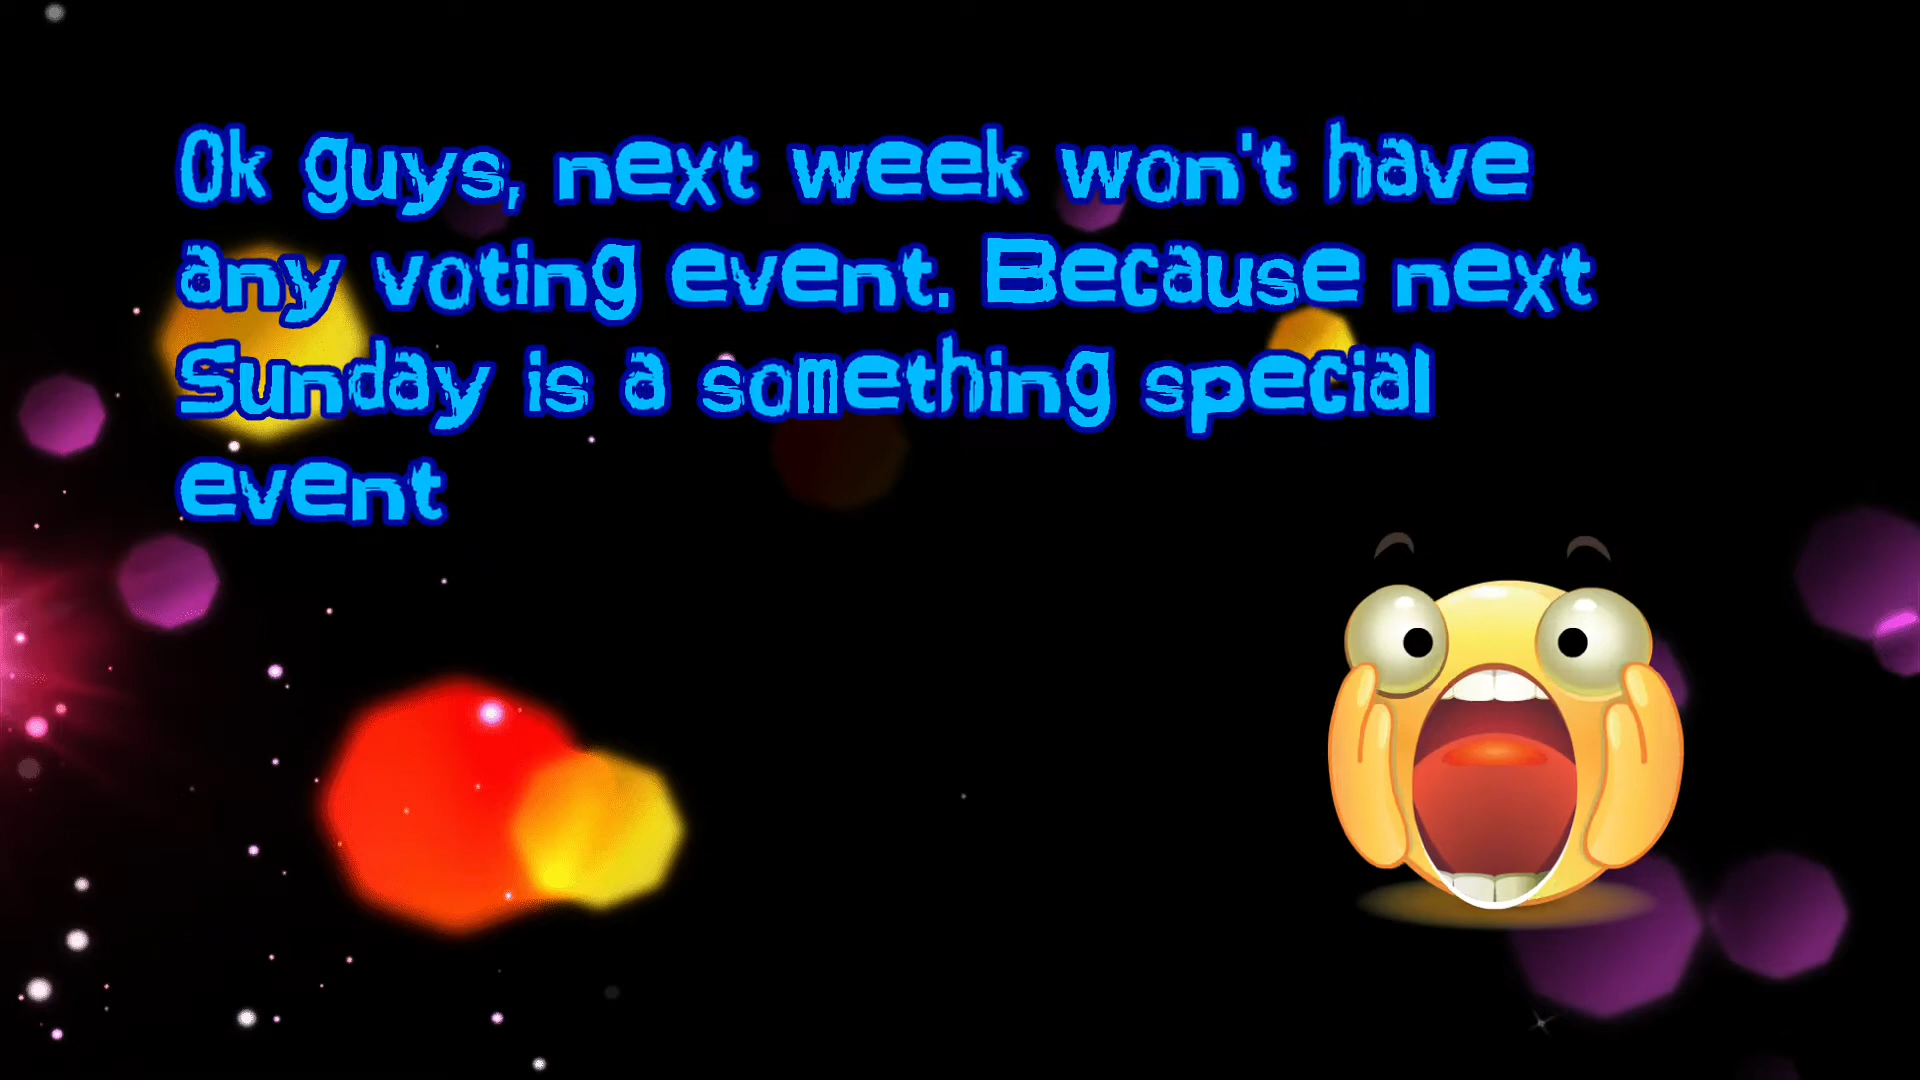 Ok guys, next week won't have
any voting event. Because next
Sunday is a something special
event